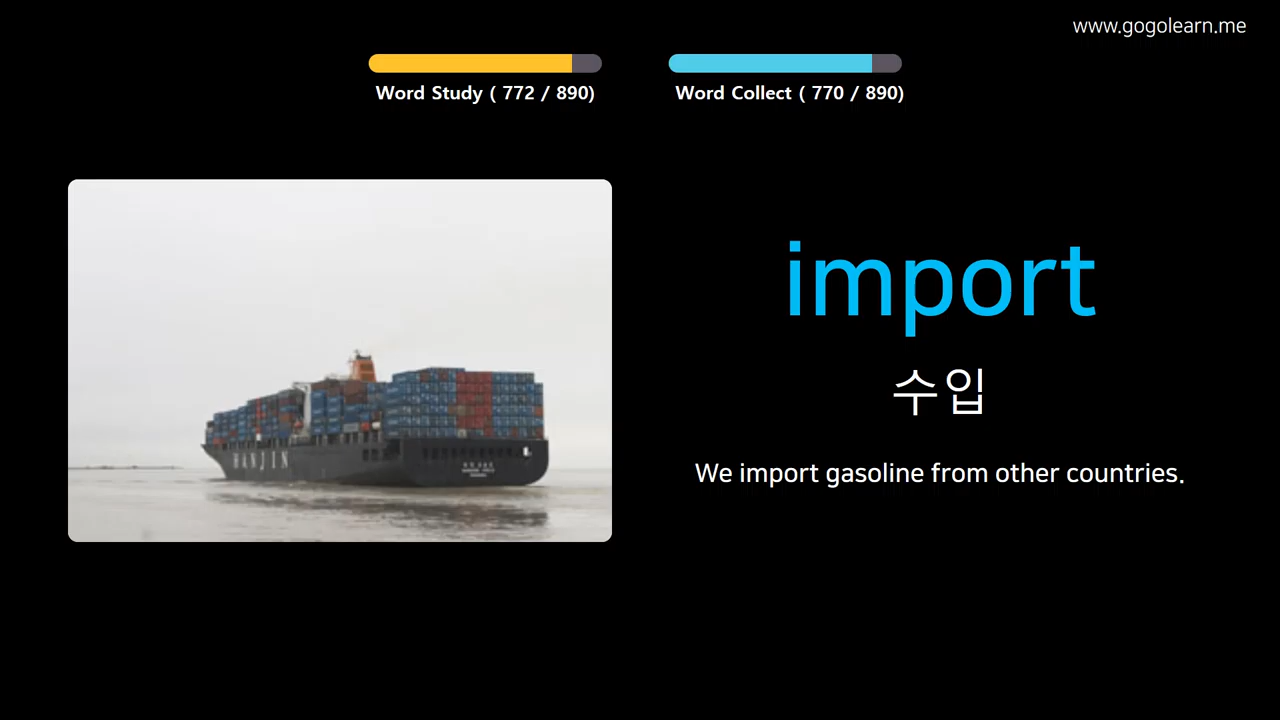 www.gogolearn.me
Word Study ( 772 / 890)
Word Collect ( 770 / 890)
import
수입
We import gasoline from other countries.
HANJIN